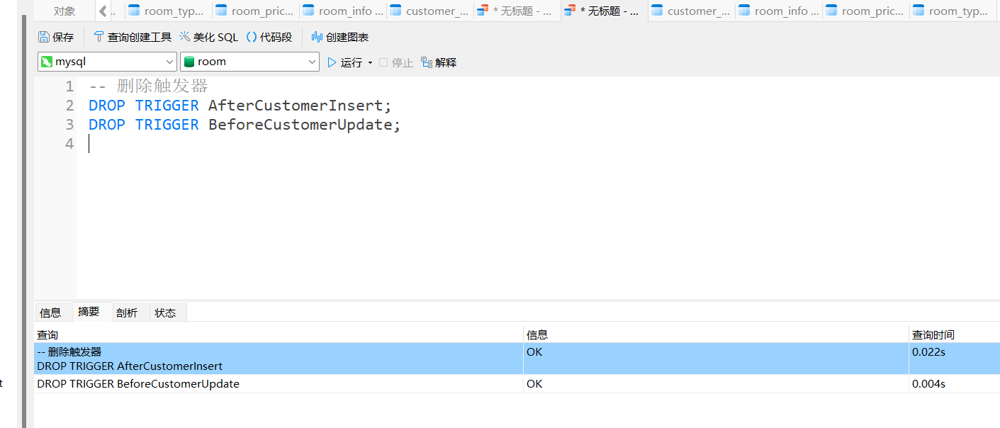 对象
room_typ...
room_pric...
room_info ...
customer_...
* 无标题 - ...
* 无标题 - ...
customer_...
room_info ...
room_pric...
room_typ...
保存 查询创建工具 美化 SQL () 代码段 创建图表
mysql room 运行 停止 解释
1 -- 删除触发器
2 DROP TRIGGER AfterCustomerInsert;
3 DROP TRIGGER BeforeCustomerUpdate;
4
信息 摘要 剖析 状态
查询 信息 查询时间
-- 删除触发器 OK 0.022s
DROP TRIGGER AfterCustomerInsert
DROP TRIGGER BeforeCustomerUpdate OK 0.004s
t